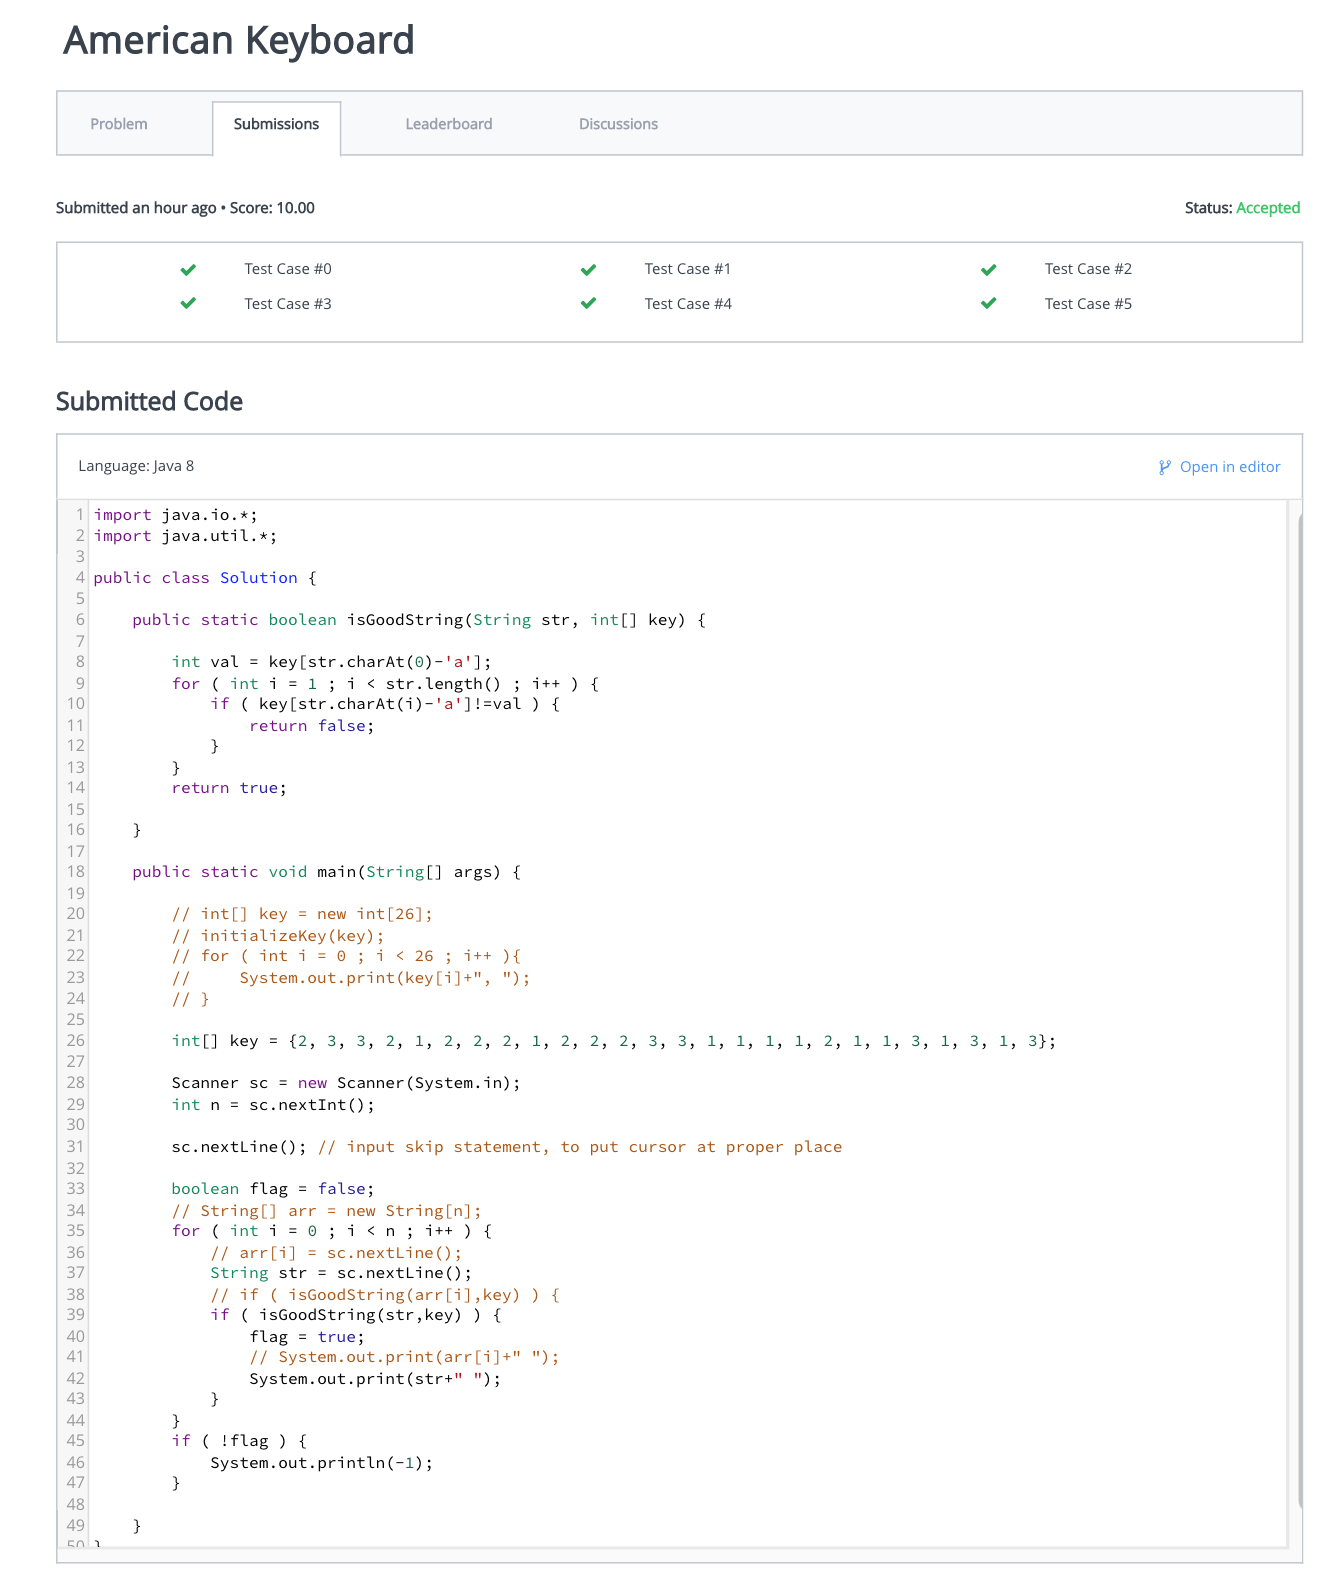 American Keyboard
Problem Submissions Leaderboard Discussions
Submitted an hour ago • Score: 10.00 Status: Accepted
Test Case #0 Test Case #1 Test Case #2
Test Case #3 Test Case #4 Test Case #5
Submitted Code
Language: Java 8 Open in editor
1 import java.io.*;
2 import java.util.*;
3
4 public class Solution {
5
6     public static boolean isGoodString(String str, int[] key) {
7
8         int val = key[str.charAt(0)-'a'];
9         for ( int i = 1 ; i < str.length() ; i++ ) {
10             if ( key[str.charAt(i)-'a']!=val ) {
11                 return false;
12             }
13         }
14         return true;
15
16     }
17
18     public static void main(String[] args) {
19
20         // int[] key = new int[26];
21         // initializeKey(key);
22         // for ( int i = 0 ; i < 26 ; i++ ){
23         //     System.out.print(key[i]+", ");
24         // }
25
26         int[] key = {2, 3, 3, 2, 1, 2, 2, 2, 1, 2, 2, 2, 3, 3, 1, 1, 1, 1, 2, 1, 1, 3, 1, 3, 1, 3};
27
28         Scanner sc = new Scanner(System.in);
29         int n = sc.nextInt();
30
31         sc.nextLine(); // input skip statement, to put cursor at proper place
32
33         boolean flag = false;
34         // String[] arr = new String[n];
35         for ( int i = 0 ; i < n ; i++ ) {
36             // arr[i] = sc.nextLine();
37             String str = sc.nextLine();
38             // if ( isGoodString(arr[i],key) ) {
39             if ( isGoodString(str,key) ) {
40                 flag = true;
41                 // System.out.print(arr[i]+" ");
42                 System.out.print(str+" ");
43             }
44         }
45         if ( !flag ) {
46             System.out.println(-1);
47         }
48
49     }
50 }